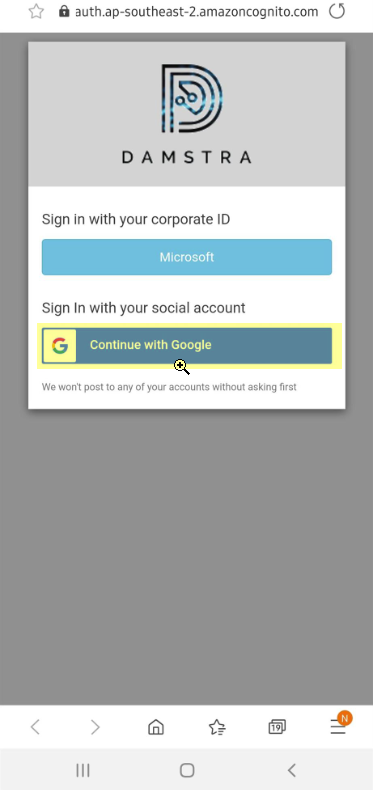 auth.ap-southeast-2.amazoncognito.com
DAMSTRA
Sign in with your corporate ID
Microsoft
Sign In with your social account
G Continue with Google
We won't post to any of your accounts without asking first
19
N